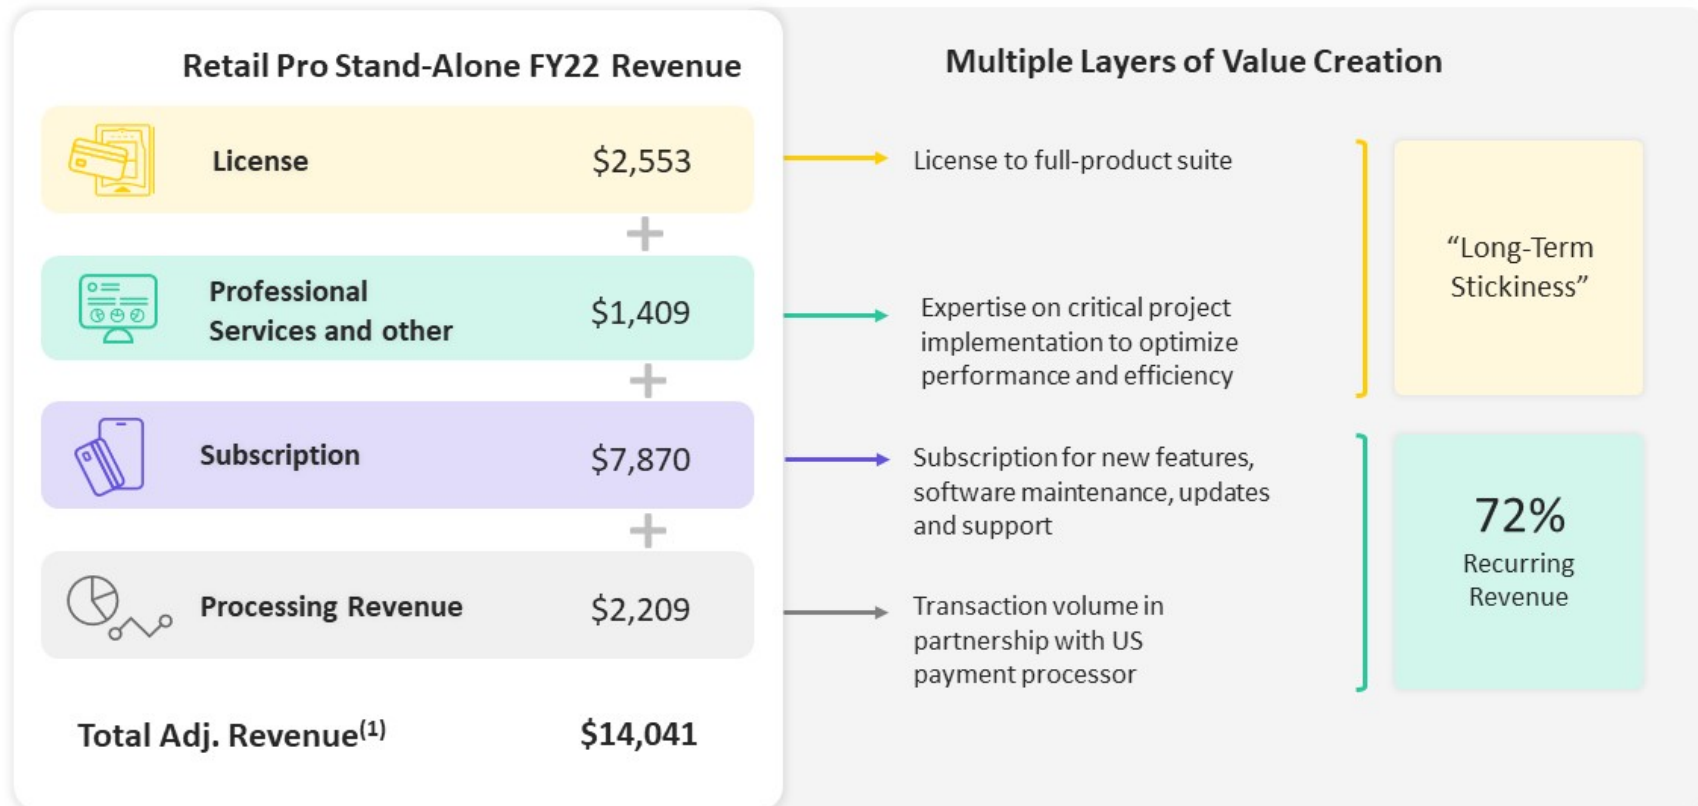 Retail Pro Stand-Alone FY22 Revenue
License $2,553
+
Professional
Services and other $1,409
+
Subscription $7,870
+
Processing Revenue $2,209
Total Adj. Revenue(1) $14,041
Multiple Layers of Value Creation
License to full-product suite
Expertise on critical project
implementation to optimize
performance and efficiency
Subscription for new features,
software maintenance, updates
and support
Transaction volume in
partnership with US
payment processor
“Long-Term
Stickiness”
72%
Recurring
Revenue